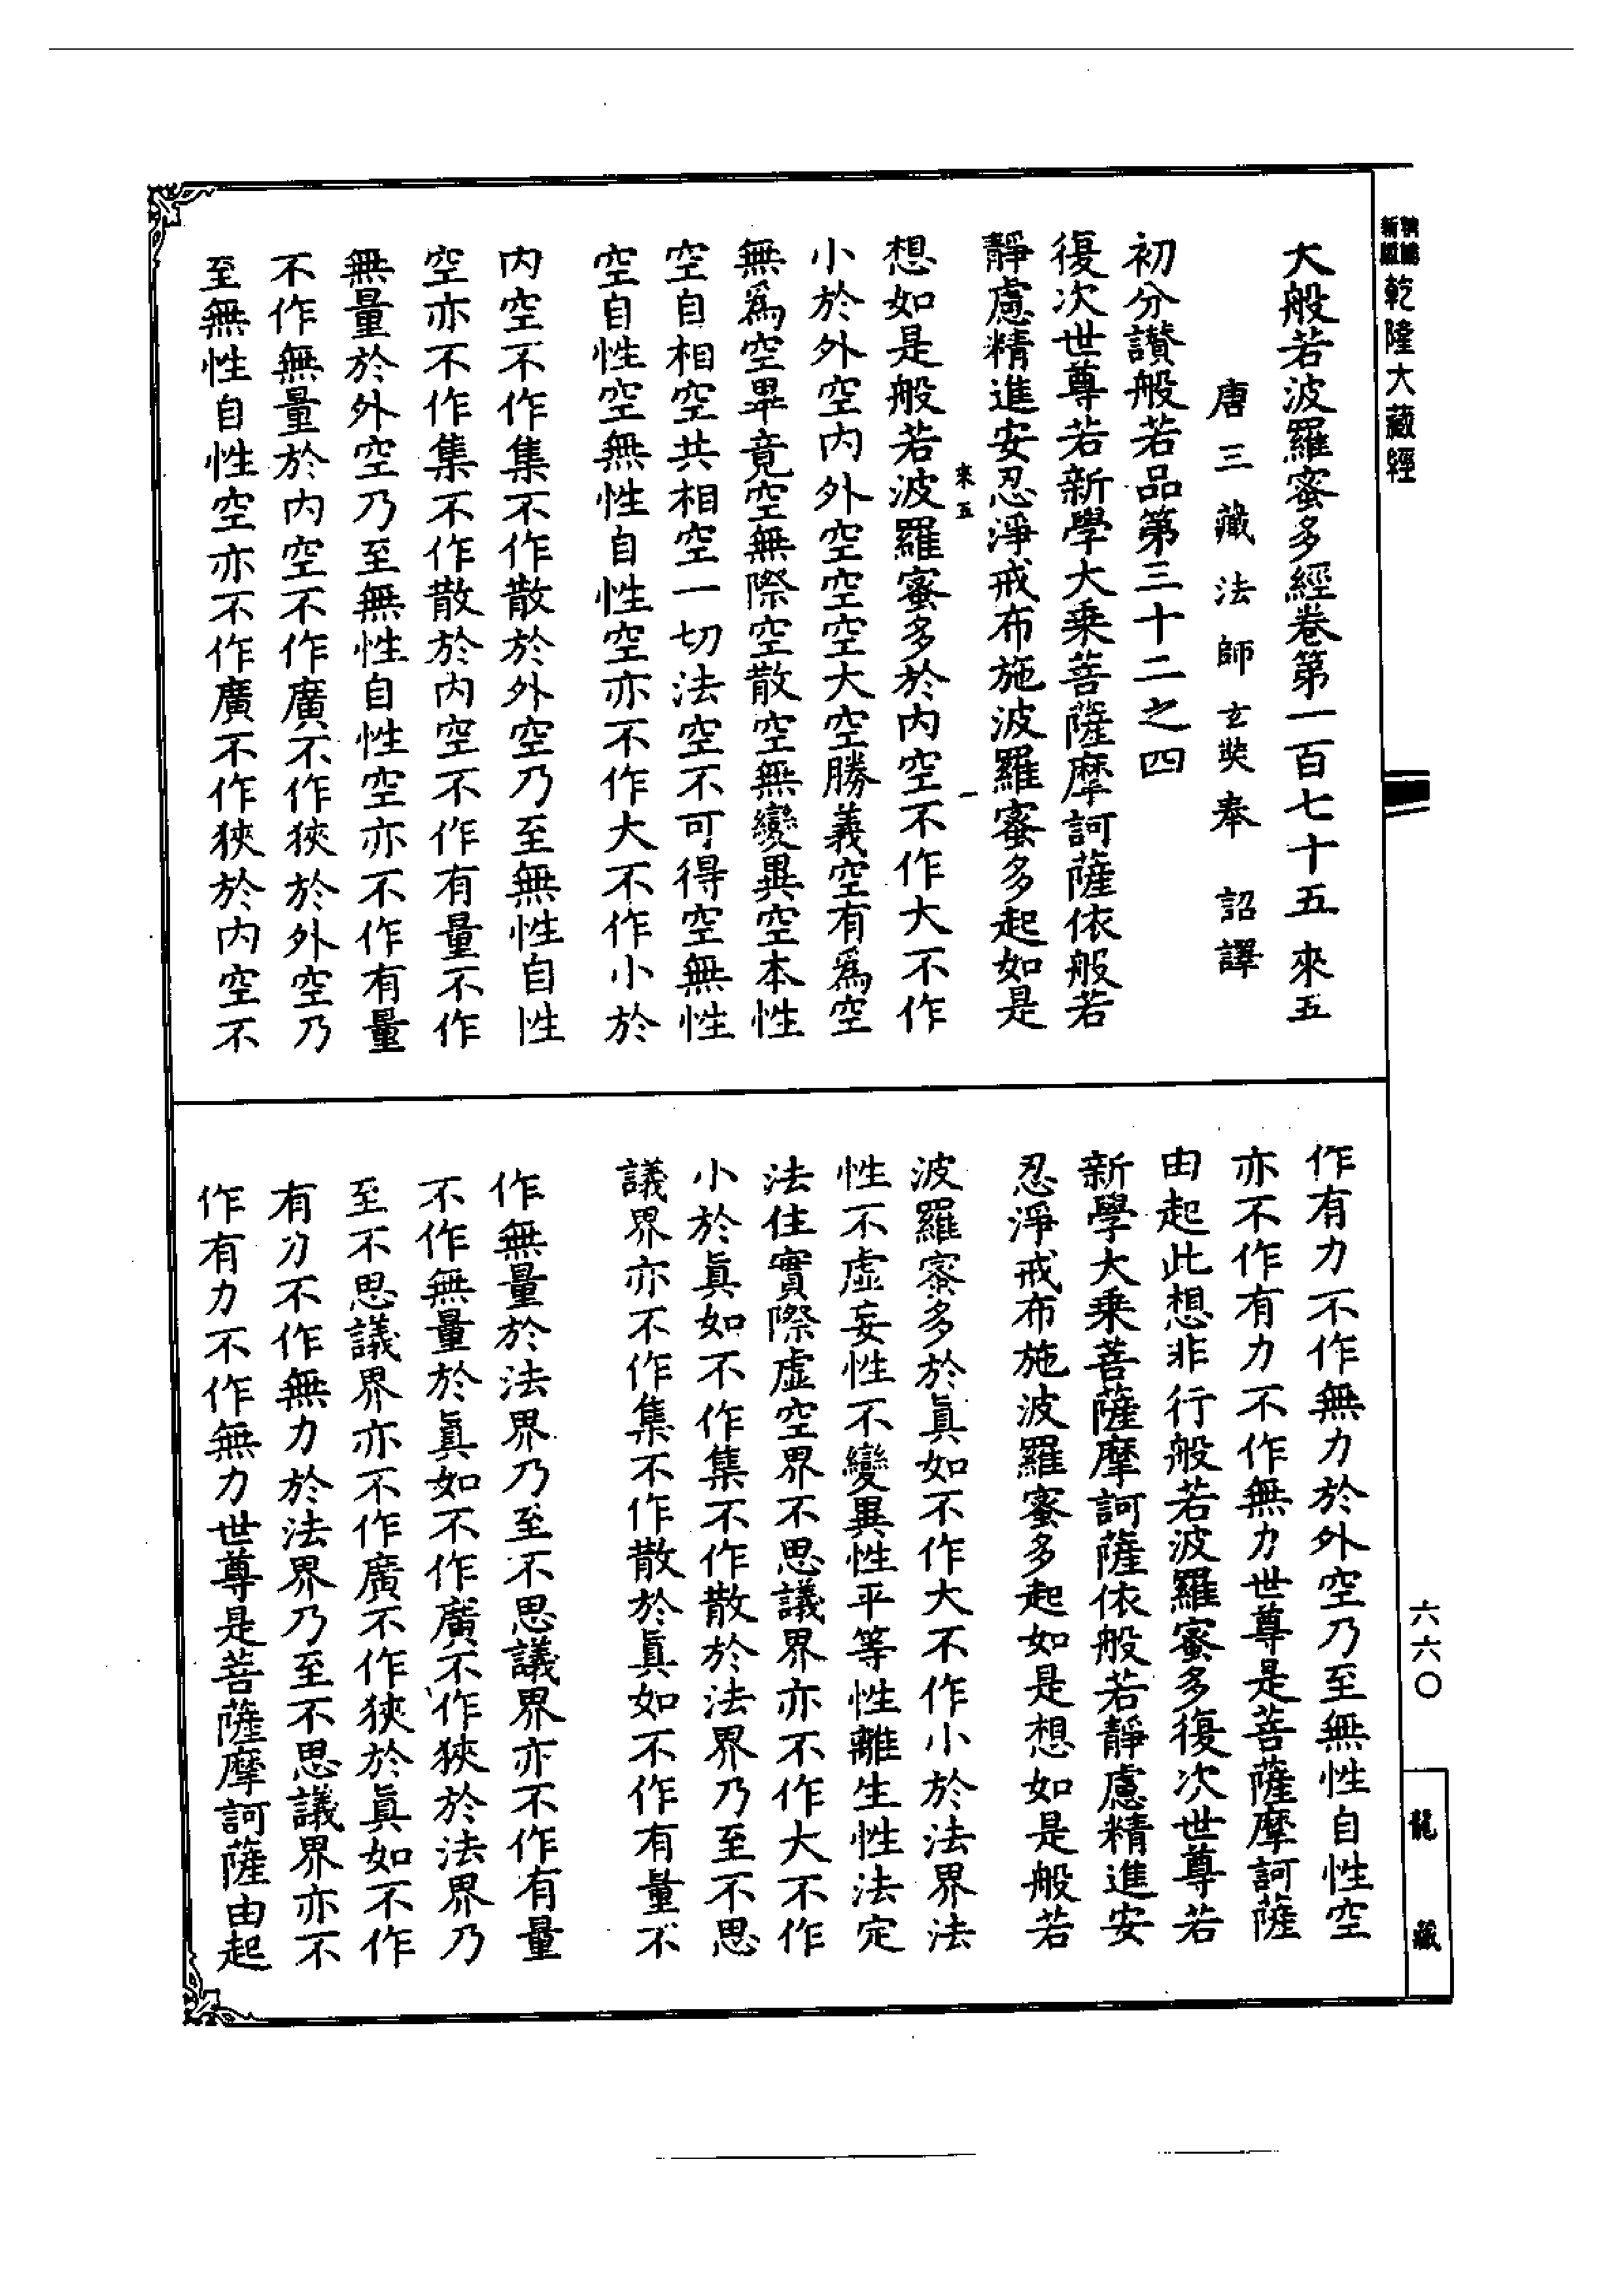 乾隆大藏經
大般若波羅蜜多經卷第一百七十五 來五
唐三藏法師玄奘奉 詔譯
初分讚般若品第三十二之四
復次世尊若新學大乘菩薩摩訶薩依般若
靜慮精進安忍淨戒布施波羅蜜多起如是
來五 一
想如是般若波羅蜜多於內空不作大不作
小於外空內外空空空大空勝義空有為空
無為空畢竟空無際空散空無變異空本性
空自相空共相空一切法空不可得空無性
空自性空無性自性空亦不作大不作小於
內空不作集不作散於外空乃至無性自性
空亦不作集不作散於內空不作有量不作
無量於外空乃至無性自性空亦不作有量
不作無量於內空不作廣不作狹於外空乃
至無性自性空亦不作廣不作狹於內空不
作有力不作無力於外空乃至無性自性空
亦不作有力不作無力世尊是菩薩摩訶薩
由起此想非行般若波羅蜜多復次世尊若
新學大乘菩薩摩訶薩依般若靜慮精進安
忍淨戒布施波羅蜜多起如是想如是般若
波羅蜜多於真如不作大不作小於法界法
性不虛妄性不變異性平等性離生性法定
法住實際虛空界不思議界亦不作大不作
小於真如不作集不作散於法界乃至不思
議界亦不作集不作散於真如不作有量不
作無量於法界乃至不思議界亦不作有量
不作無量於真如不作廣不作狹於法界乃
至不思議界亦不作廣不作狹於真如不作
有力不作無力於法界乃至不思議界亦不
作有力不作無力世尊是菩薩摩訶薩由起
六六〇
龍藏